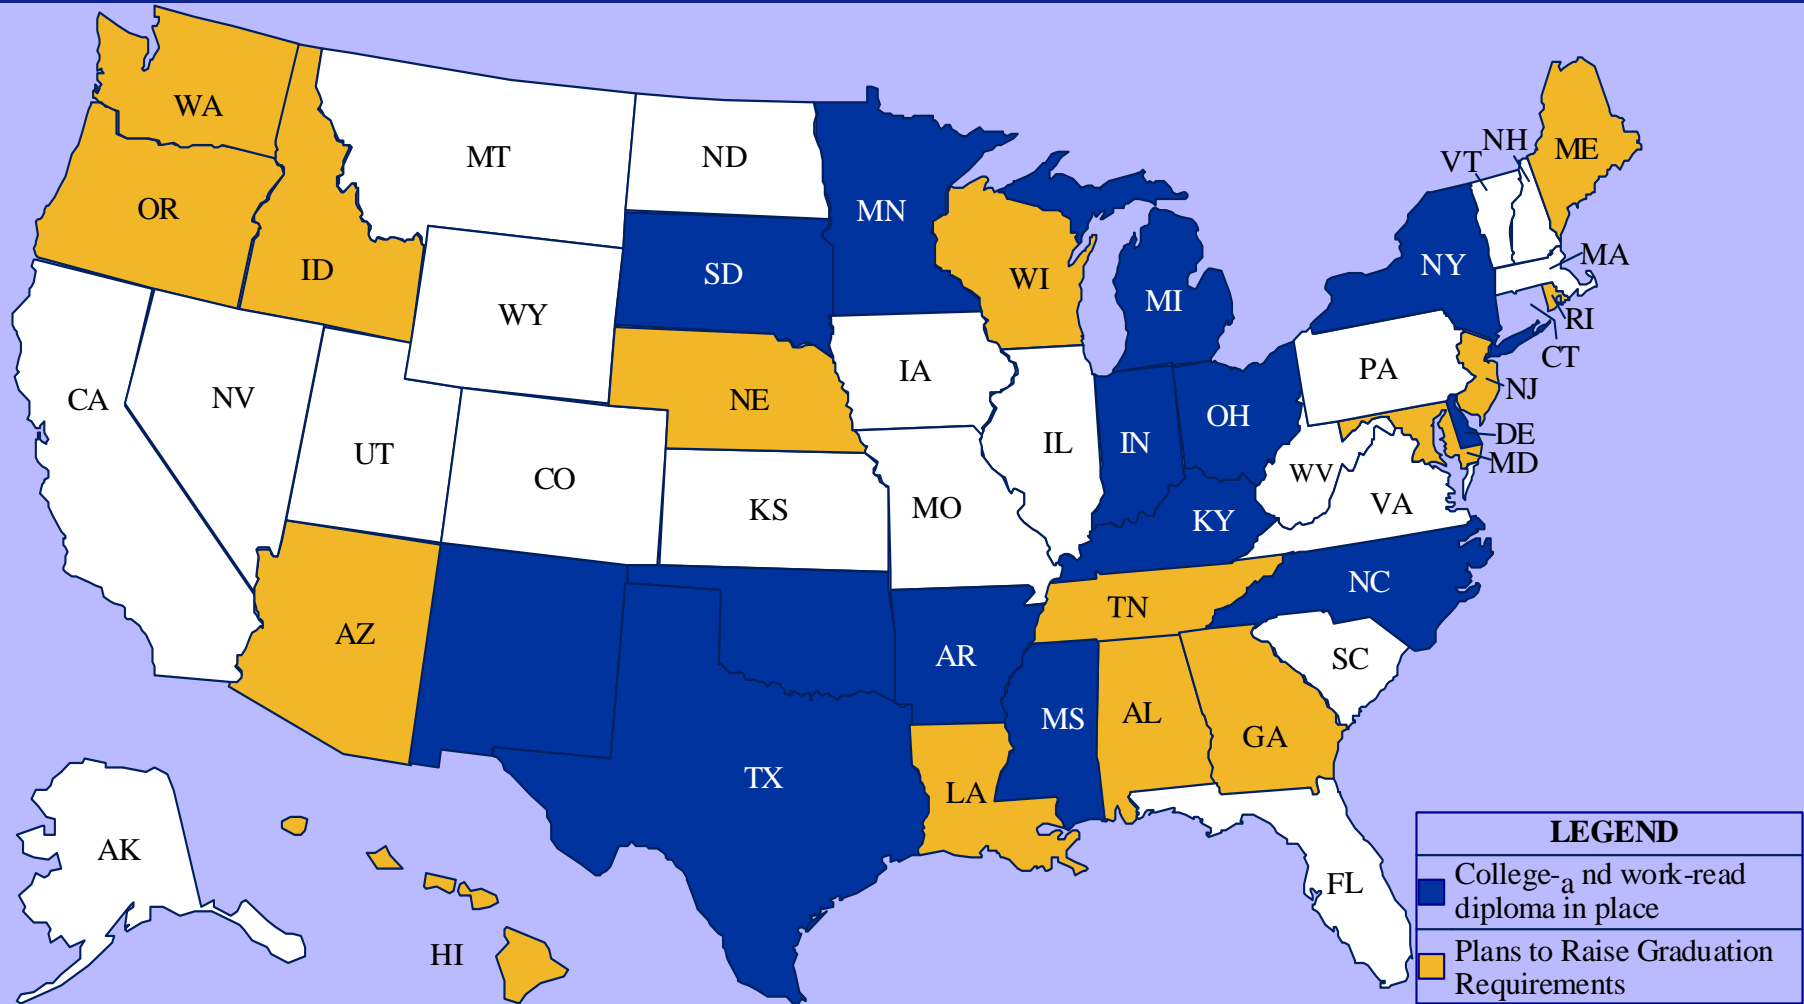 WA
MT
ND
NH
VT
ME
OR
MN
ID
SD
WI
NY
MA
MI
WY
RI
CT
IA
PA
CA
NV
NE
NJ
UT
OH
IL
IN
DE
MD
CO
WV
KS
MO
VA
KY
NC
TN
AZ
AR
SC
MS
AL
GA
TX
LA
AK
FL
HI
LEGEND
College-a nd work-read
diploma in place
Plans to Raise Graduation
Requirements